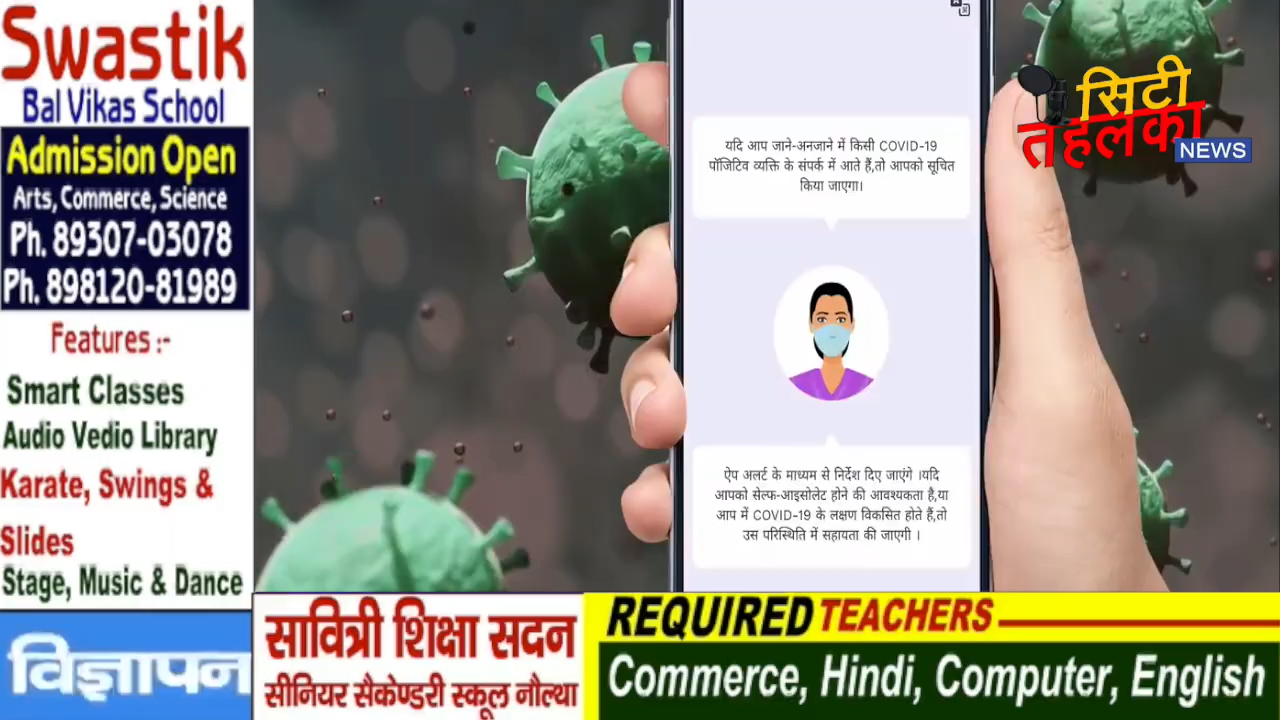 Swastik
Bal Vikas School
Admission Open
Arts, Commerce, Science
Ph. 89307-03078
Ph. 898120-81989
Features :-
Smart Classes
Audio Vedio Library
Karate, Swings &
Slides
Stage, Music & Dance
विज्ञापन
यदि आप जाने-अनजाने में किसी COVID-19
पॉजिटिव व्यक्ति के संपर्क में आते हैं,तो आपको सूचित
किया जाएगा।
ऐप अलर्ट के माध्यम से निर्देश दिए जाएंगे ।यदि
आपको सेल्फ-आइसोलेट होने की आवश्यकता है,या
आप में COVID-19 के लक्षण विकसित होते हैं,तो
उस परिस्थिति में सहायता की जाएगी ।
सिटी
तहलका
NEWS
सावित्री शिक्षा सदन
सीनियर सैकेण्डरी स्कूल नौल्था
REQUIRED TEACHERS
Commerce, Hindi, Computer, English